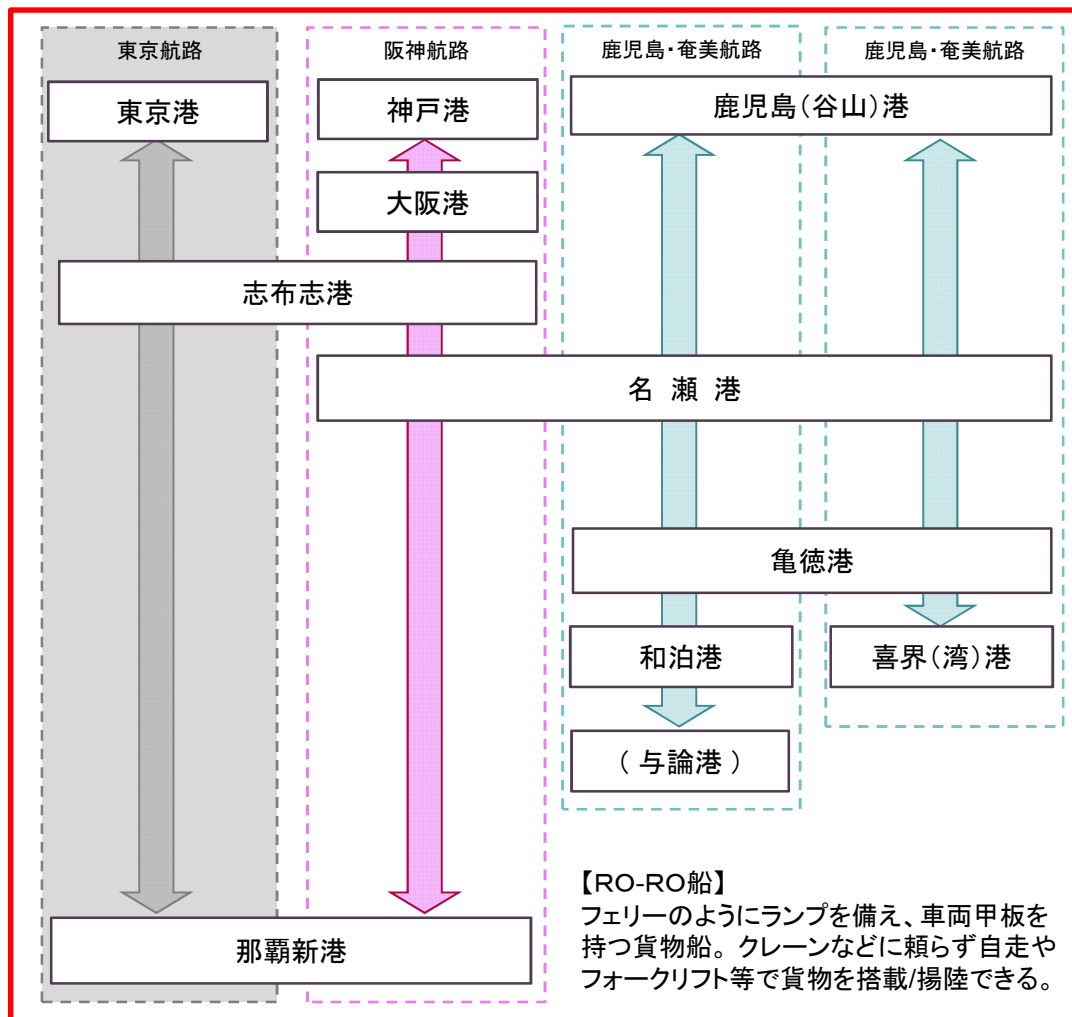 東京航路
阪神航路
鹿児島・奄美航路
鹿児島・奄美航路
東京港
神戸港
鹿児島(谷山)港
大阪港
志布志港
名 瀬 港
亀徳港
和泊港
喜界(湾)港
( 与論港 )
那覇新港
【RO-RO船】
フェリーのようにランプを備え、車両甲板を
持つ貨物船。クレーンなどに頼らず自走や
フォークリフト等で貨物を搭載/揚陸できる。